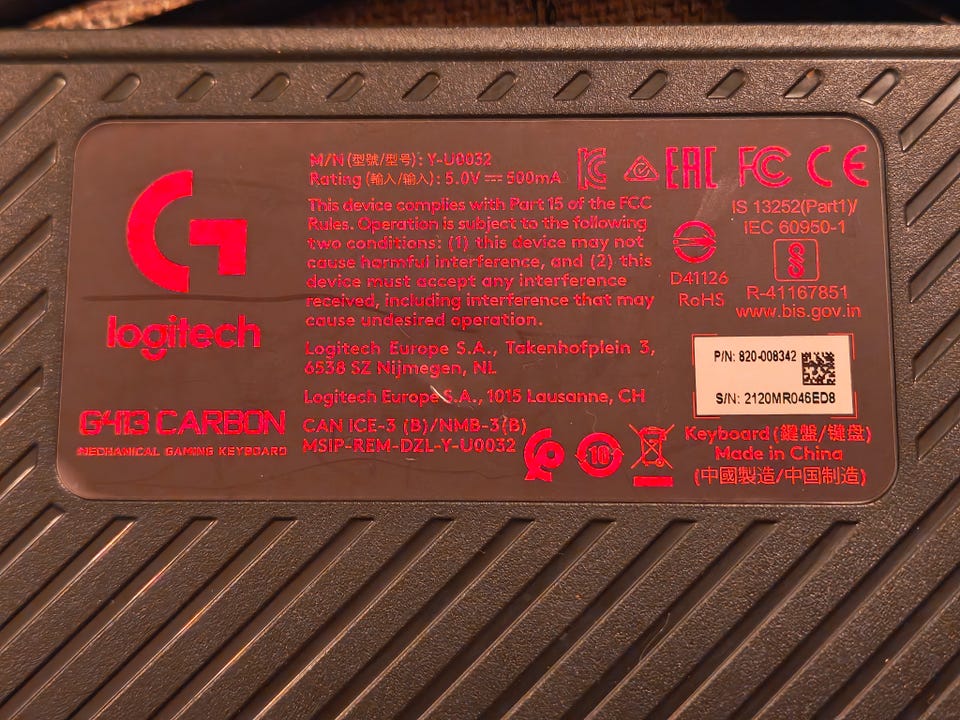 logitech
G413 CARBON
MECHANICAL GAMING KEYBOARD
M/N (型號/型号): Y-U0032
Rating (輸入/输入): 5.0V ⎓ 500mA
This device complies with Part 15 of the FCC
Rules. Operation is subject to the following
two conditions: (1) this device may not
cause harmful interference, and (2) this
device must accept any interference
received, including interference that may
cause undesired operation.
Logitech Europe S.A., Takenhofplein 3,
6538 SZ Nijmegen, NL
Logitech Europe S.A., 1015 Lausanne, CH
CAN ICE-3 (B)/NMB-3(B)
MSIP-REM-DZL-Y-U0032
EAC FC CE
IS 13252(Part1)/
IEC 60950-1
D41126
RoHS
R-41167851
www.bis.gov.in
P/N: 820-008342
S/N: 2120MR046ED8
10
Keyboard (鍵盤/键盘)
Made in China
(中國製造/中国制造)